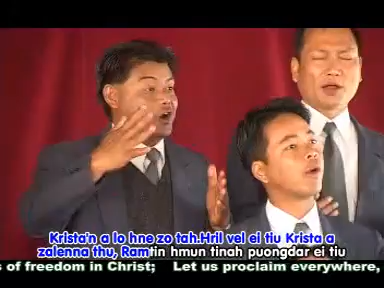 Krista'n a lo hne zo tah.Hril vel ei tiu Krista a
zalenna thu, Ramtin hmun tinah puongdar ei tiu
s of freedom in Christ;    Let us proclaim everywhere,